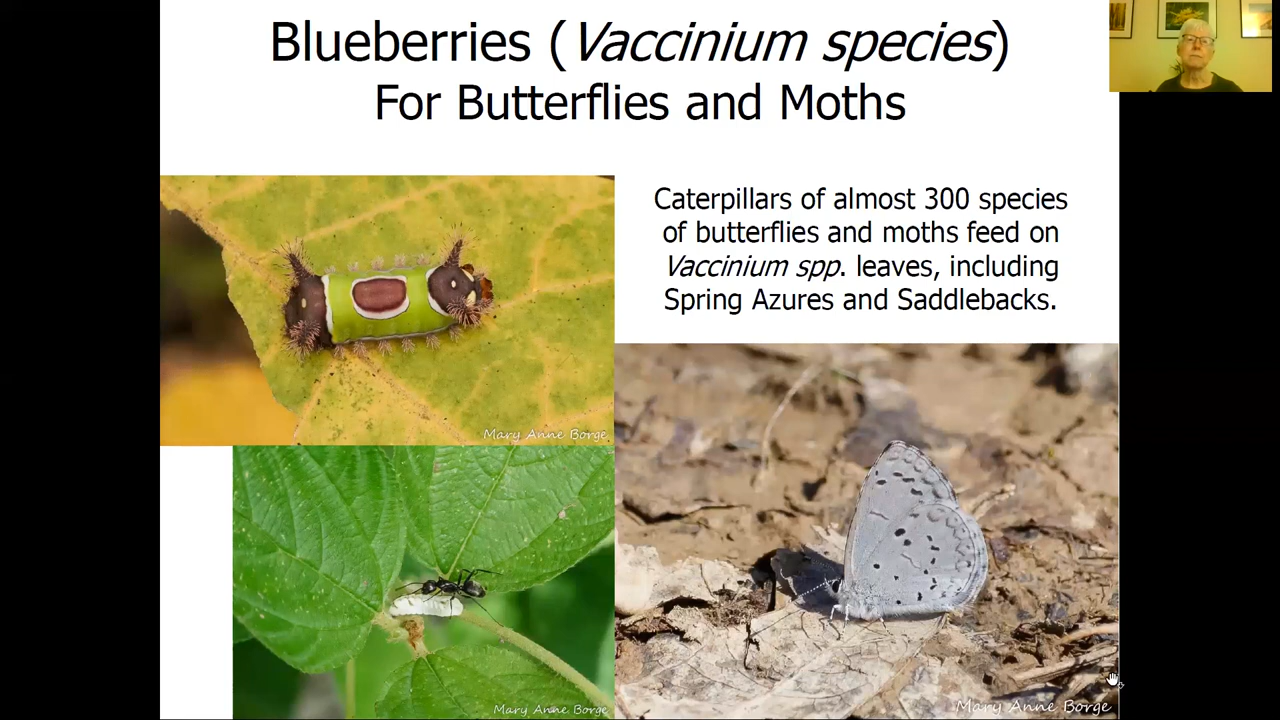 Blueberries (Vaccinium species)
For Butterflies and Moths
Caterpillars of almost 300 species
of butterflies and moths feed on
Vaccinium spp. leaves, including
Spring Azures and Saddlebacks.
Mary Anne Borge
Mary Anne Borge
Mary Anne Borge